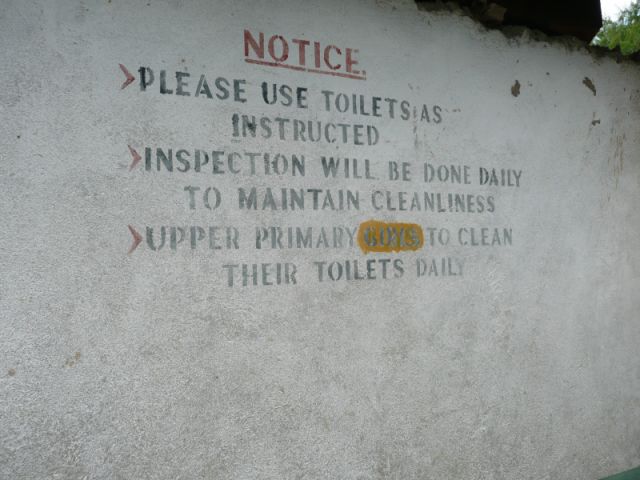 NOTICE.
PLEASE USE TOILETS AS
INSTRUCTED
INSPECTION WILL BE DONE DAILY
TO MAINTAIN CLEANLINESS
UPPER PRIMARY BOYS TO CLEAN
THEIR TOILETS DAILY